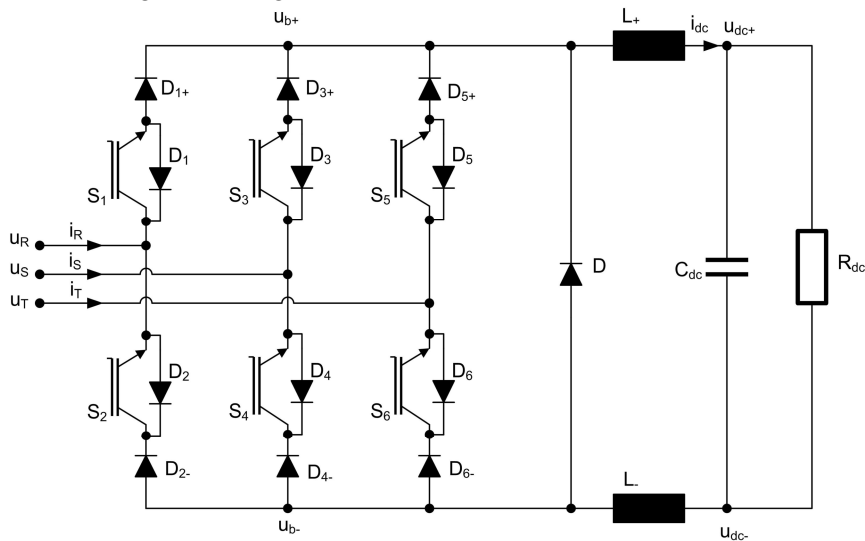 u_b+
L_+
i_dc
u_dc+
D_1+
D_3+
D_5+
D_1
D_3
D_5
S_1
S_3
S_5
u_R
i_R
u_S
i_S
u_T
i_T
D
C_dc
R_dc
D_2
D_4
D_6
S_2
S_4
S_6
D_2-
D_4-
D_6-
L_-
u_b-
u_dc-